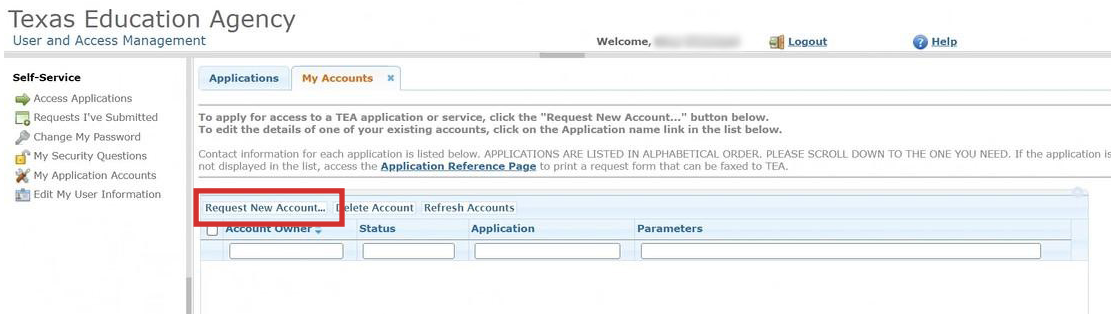 Texas Education Agency
User and Access Management
Welcome,
Logout
Help
Self-Service
Access Applications
Requests I've Submitted
Change My Password
My Security Questions
My Application Accounts
Edit My User Information
Applications
My Accounts x
To apply for access to a TEA application or service, click the "Request New Account..." button below.
To edit the details of one of your existing accounts, click on the Application name link in the list below.
Contact information for each application is listed below. APPLICATIONS ARE LISTED IN ALPHABETICAL ORDER. PLEASE SCROLL DOWN TO THE ONE YOU NEED. If the application is
not displayed in the list, access the Application Reference Page to print a request form that can be faxed to TEA.
Request New Account... Delete Account Refresh Accounts
Account Owner Status Application Parameters